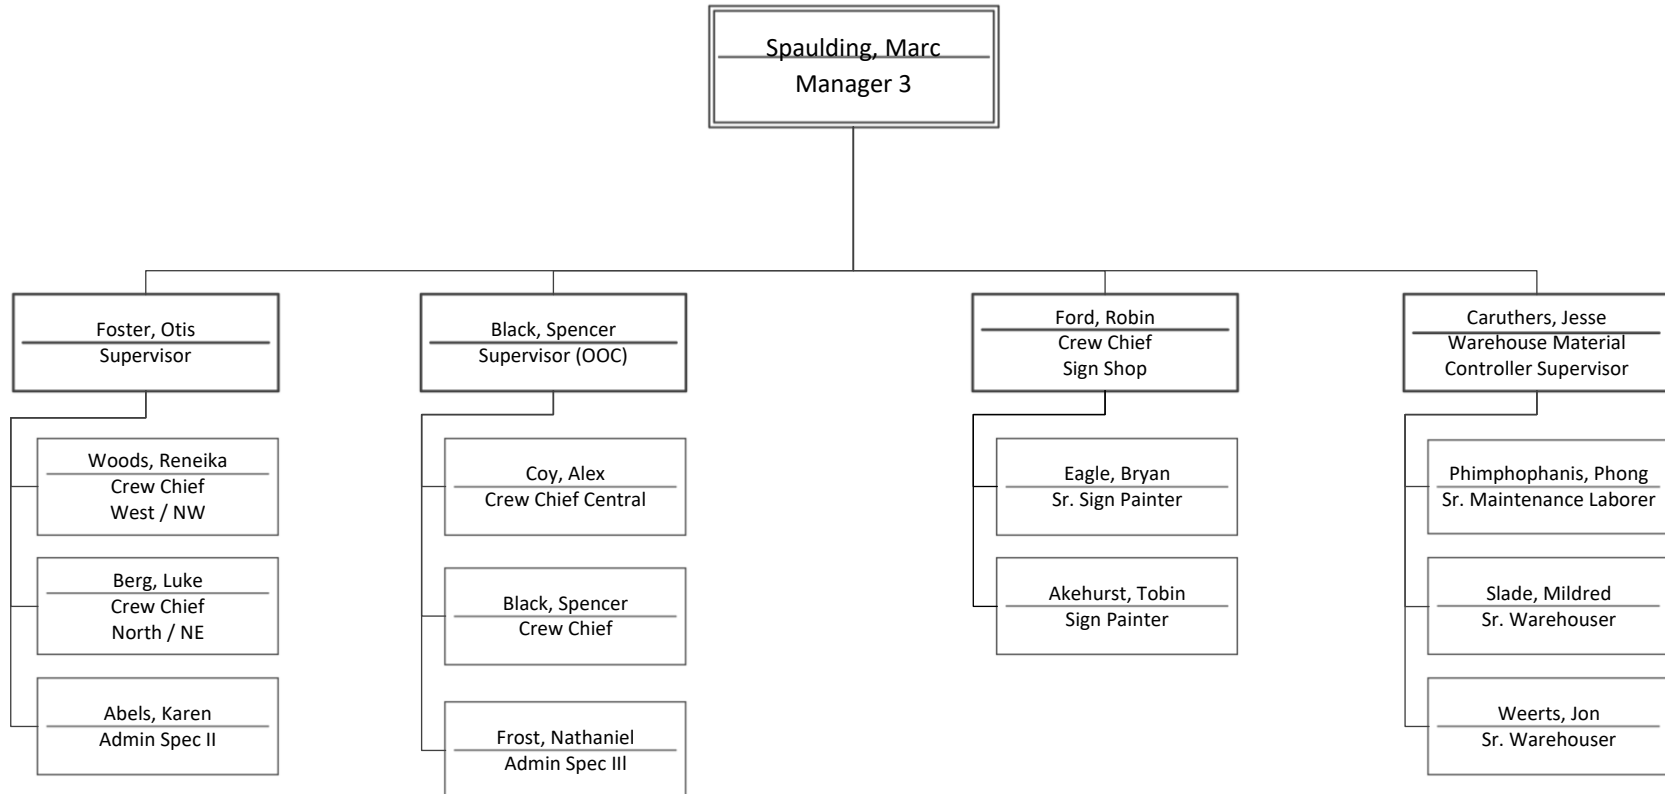 Spaulding, Marc
Manager 3
Foster, Otis
Supervisor
Black, Spencer
Supervisor (OOC)
Ford, Robin
Crew Chief
Sign Shop
Caruthers, Jesse
Warehouse Material
Controller Supervisor
Woods, Reneika
Crew Chief
West / NW
Berg, Luke
Crew Chief
North / NE
Abels, Karen
Admin Spec II
Coy, Alex
Crew Chief Central
Black, Spencer
Crew Chief
Frost, Nathaniel
Admin Spec III
Eagle, Bryan
Sr. Sign Painter
Akehurst, Tobin
Sign Painter
Phimphophanis, Phong
Sr. Maintenance Laborer
Slade, Mildred
Sr. Warehouser
Weerts, Jon
Sr. Warehouser